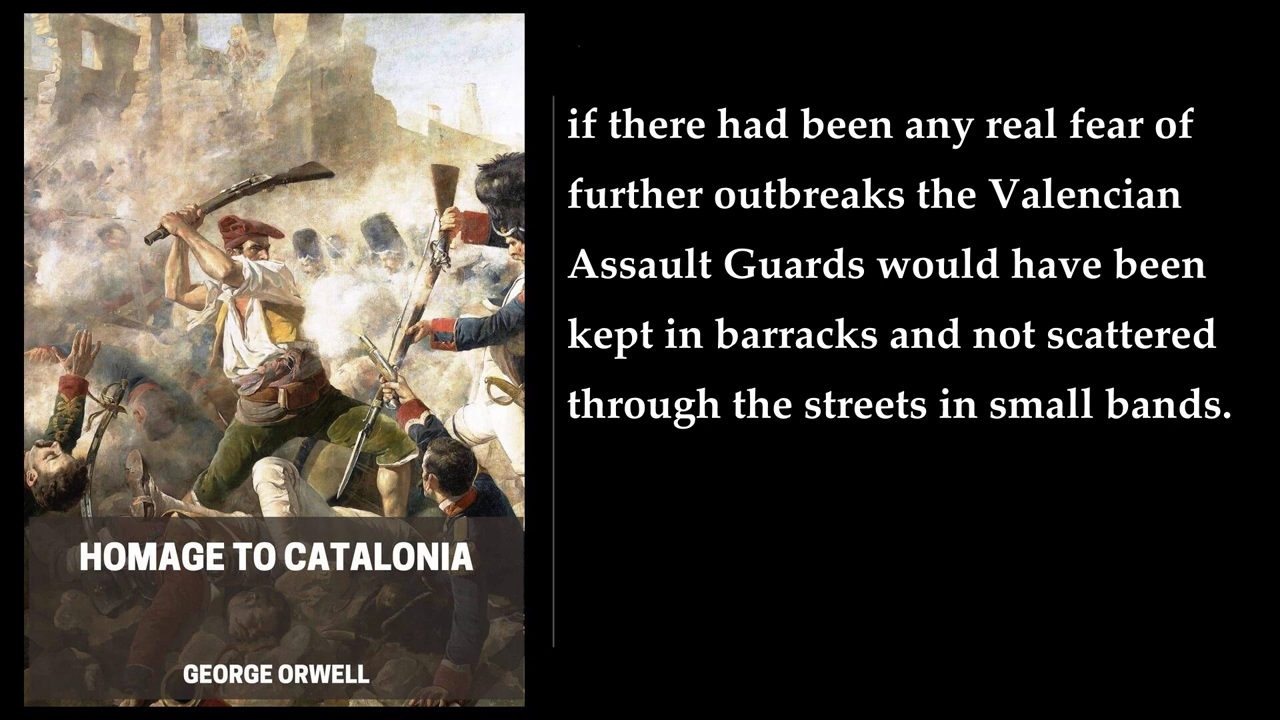 HOMAGE TO CATALONIA
GEORGE ORWELL
if there had been any real fear of
further outbreaks the Valencian
Assault Guards would have been
kept in barracks and not scattered
through the streets in small bands.